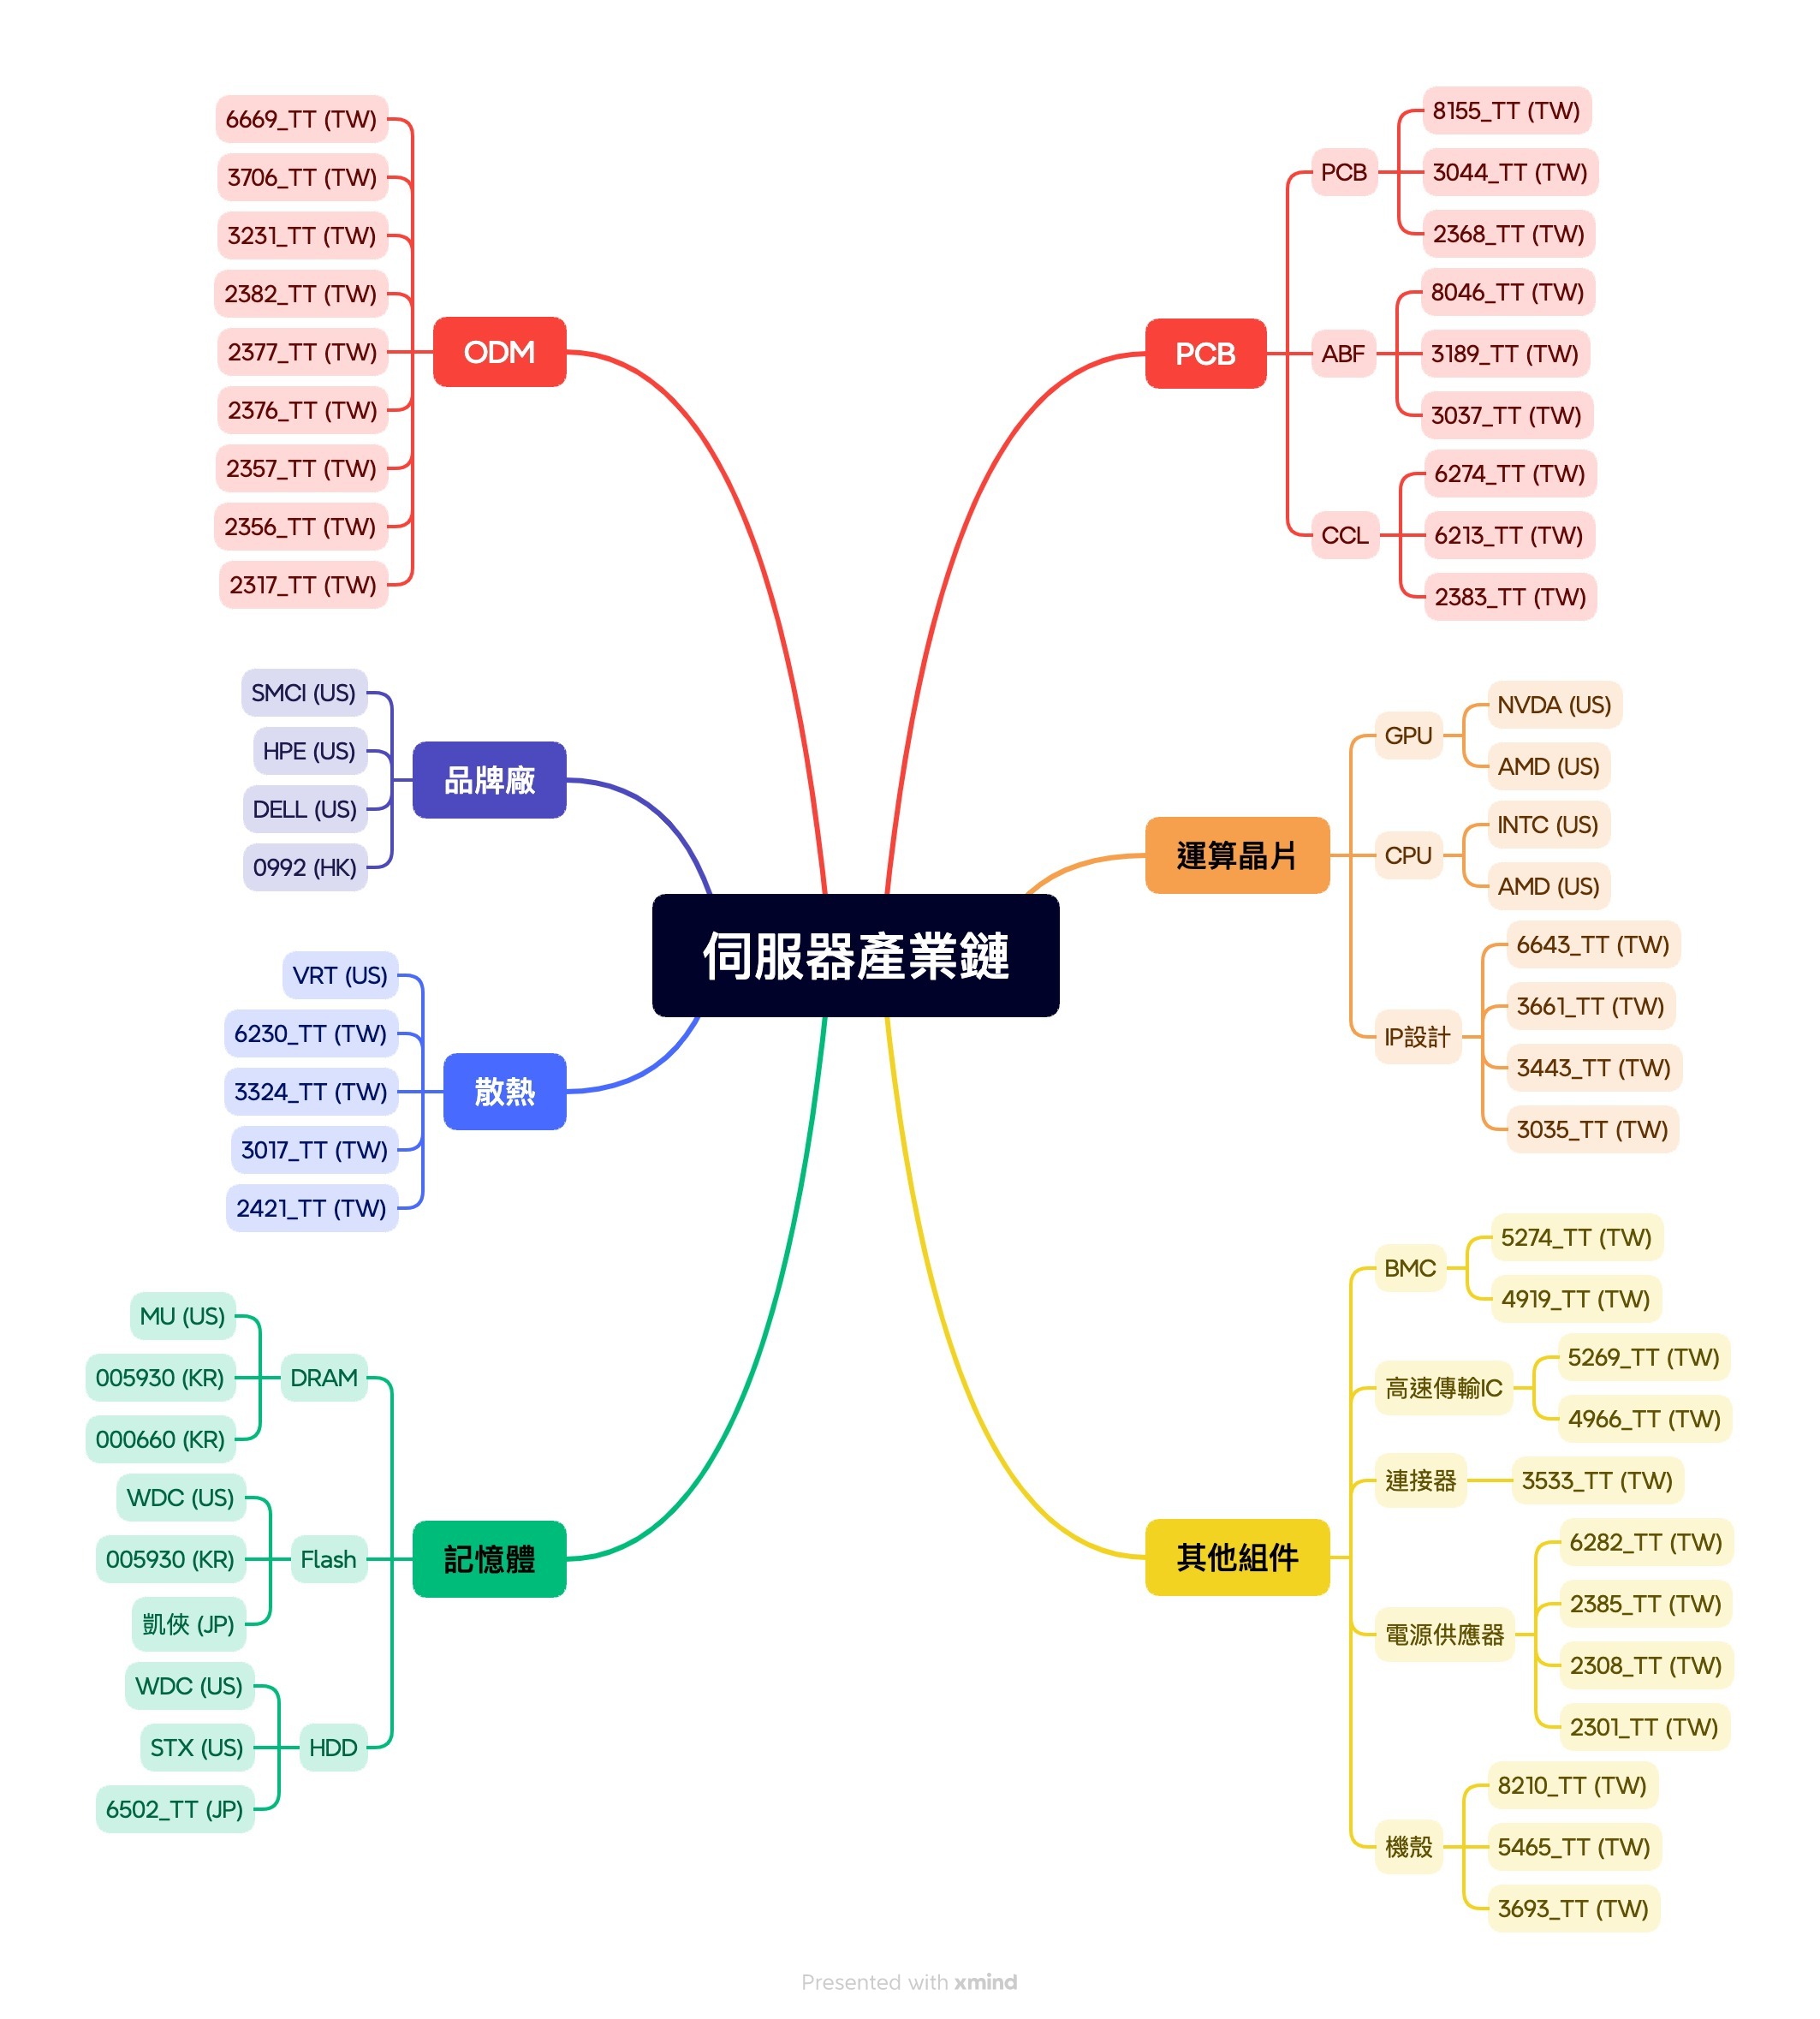 伺服器產業鏈
PCB
PCB
8155_TT (TW)
3044_TT (TW)
2368_TT (TW)
ABF
8046_TT (TW)
3189_TT (TW)
3037_TT (TW)
CCL
6274_TT (TW)
6213_TT (TW)
2383_TT (TW)
運算晶片
GPU
NVDA (US)
AMD (US)
CPU
INTC (US)
AMD (US)
IP設計
6643_TT (TW)
3661_TT (TW)
3443_TT (TW)
3035_TT (TW)
其他組件
BMC
5274_TT (TW)
4919_TT (TW)
高速傳輸IC
5269_TT (TW)
4966_TT (TW)
連接器
3533_TT (TW)
電源供應器
6282_TT (TW)
2385_TT (TW)
2308_TT (TW)
2301_TT (TW)
機殼
8210_TT (TW)
5465_TT (TW)
3693_TT (TW)
ODM
6669_TT (TW)
3706_TT (TW)
3231_TT (TW)
2382_TT (TW)
2377_TT (TW)
2376_TT (TW)
2357_TT (TW)
2356_TT (TW)
2317_TT (TW)
品牌廠
SMCI (US)
HPE (US)
DELL (US)
0992 (HK)
散熱
VRT (US)
6230_TT (TW)
3324_TT (TW)
3017_TT (TW)
2421_TT (TW)
記憶體
DRAM
MU (US)
005930 (KR)
000660 (KR)
Flash
WDC (US)
005930 (KR)
凱俠 (JP)
HDD
WDC (US)
STX (US)
6502_TT (JP)
Presented with xmind